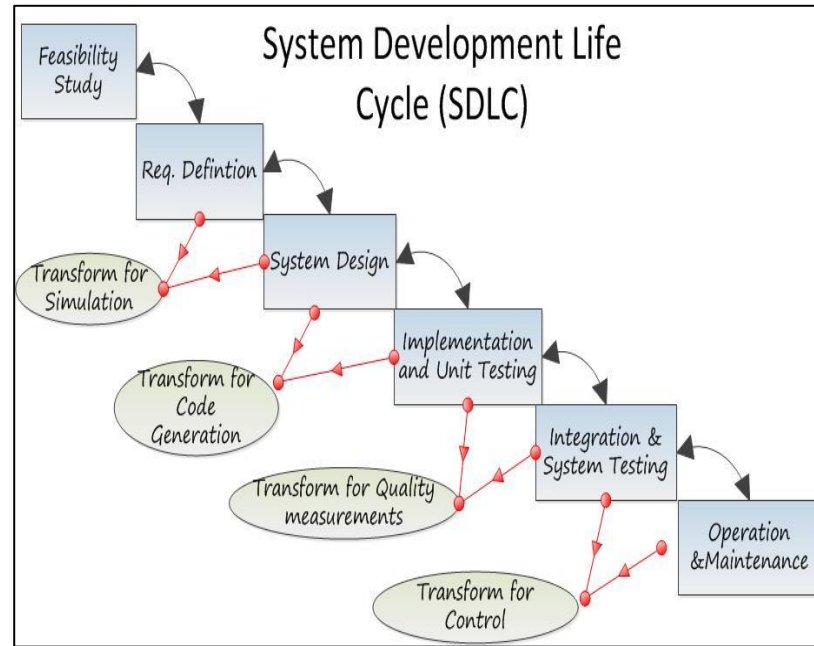 System Development Life
Cycle (SDLC)
Feasibility
Study
Req. Defintion
System Design
Transform for
Simulation
Implementation
and Unit Testing
Transform for
Code
Generation
Integration &
System Testing
Transform for Quality
measurements
Operation
&Maintenance
Transform for
Control